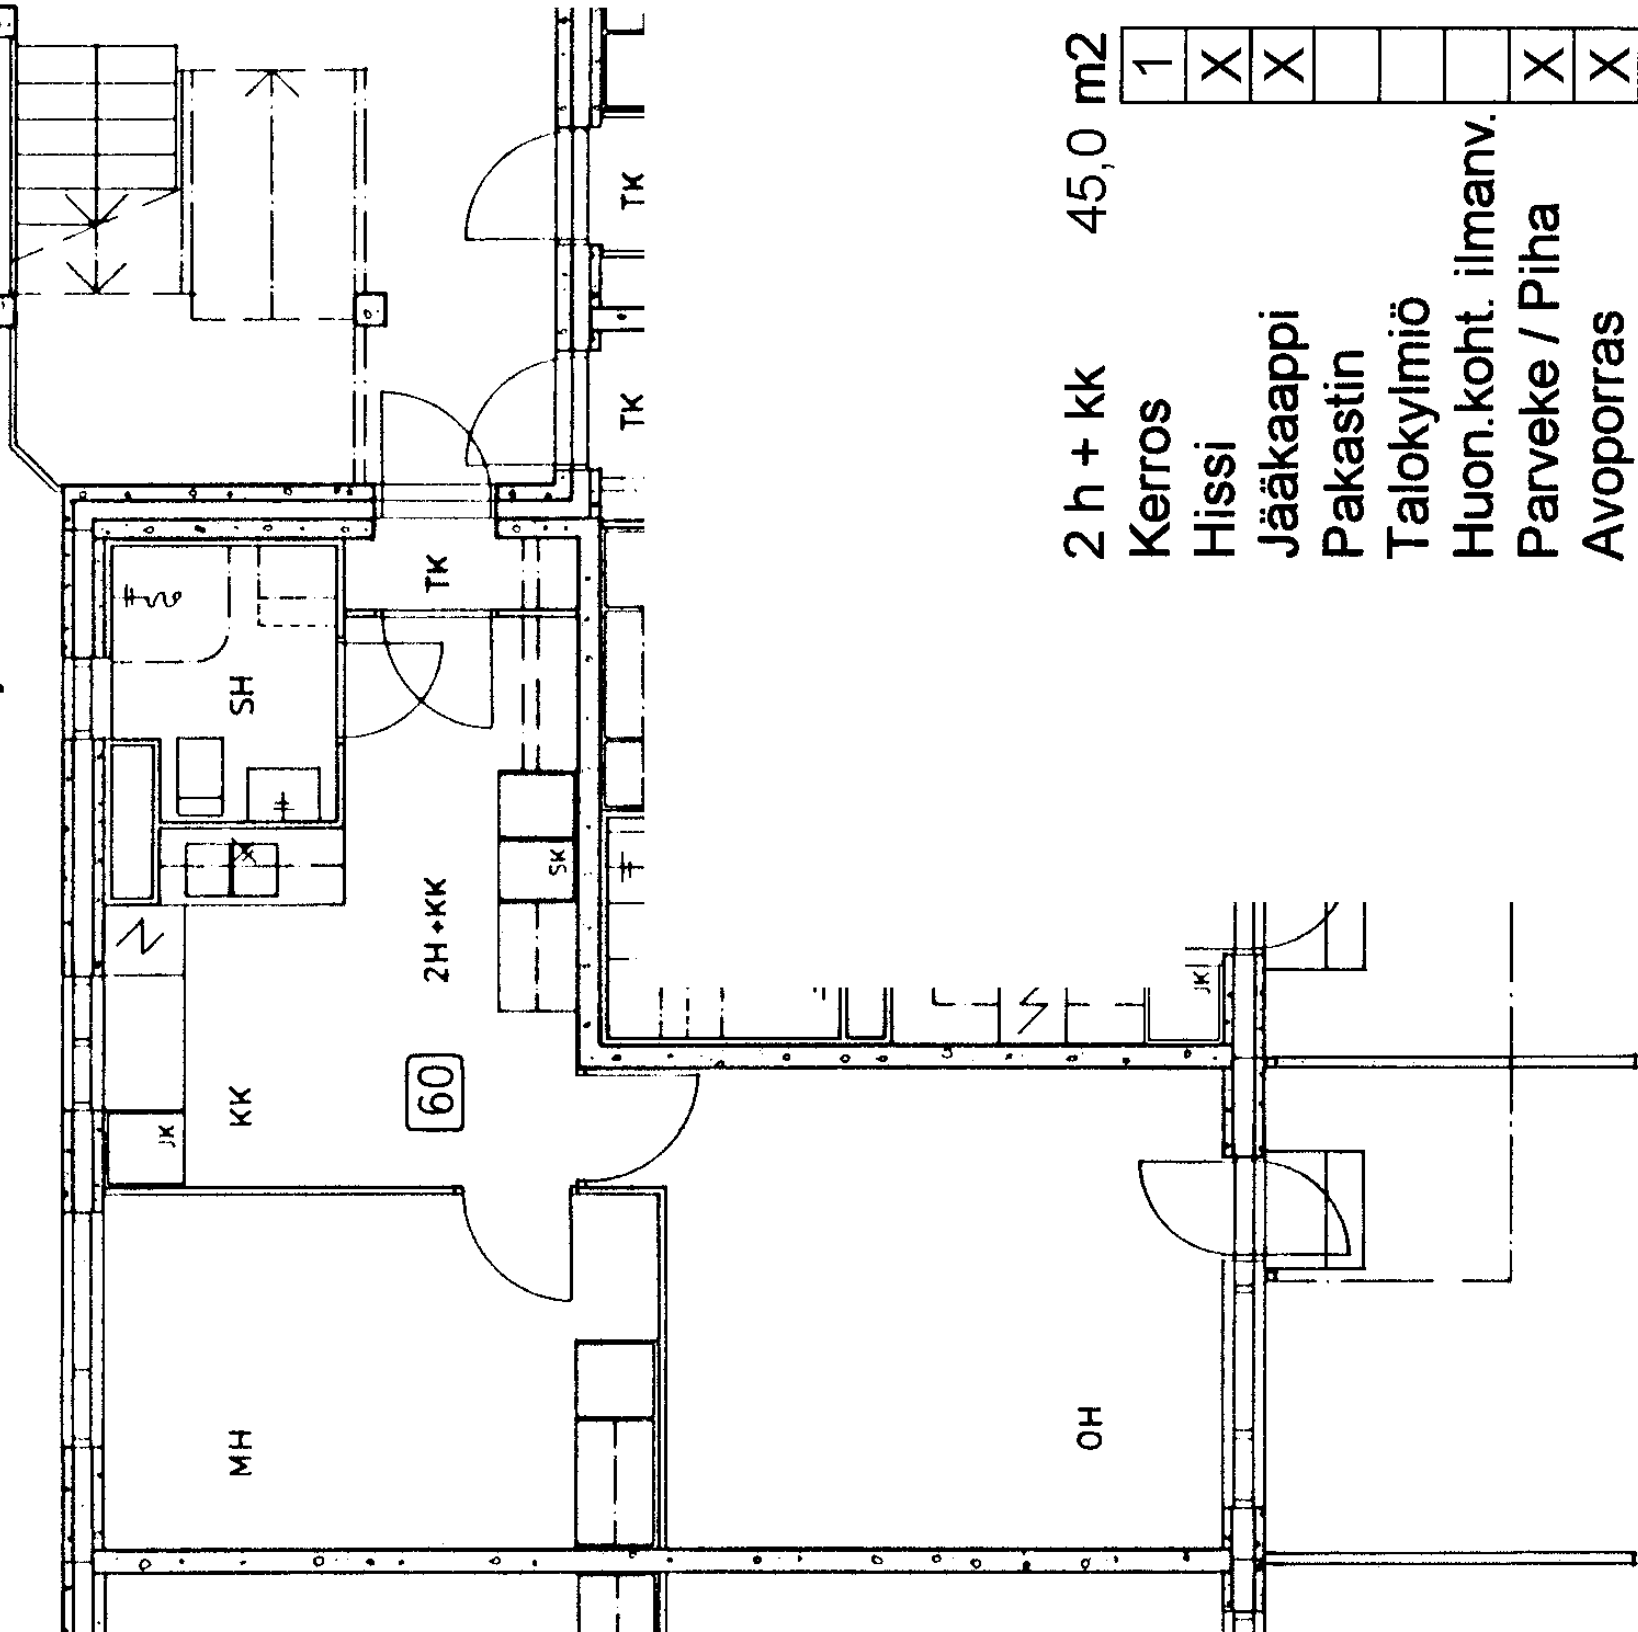 2 h + kk 45,0 m2
Kerros 1
Hissi X
Jääkaappi X
Pakastin
Talokylmiö
Huon.koht. ilmanv.
Parveke / Piha X
Avoporras X
TK
TK
TK
SH
SK
2H+KK
KK
60
JK
JK
MH
OH